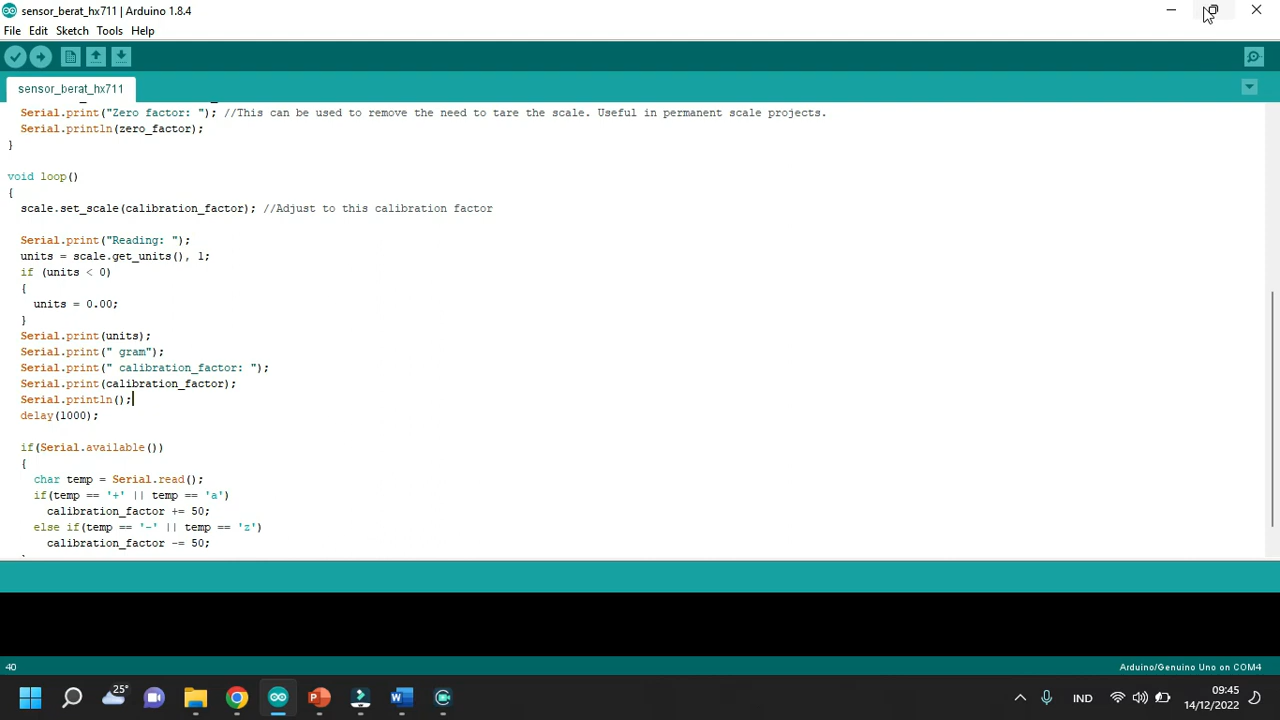 sensor_berat_hx711 | Arduino 1.8.4
File Edit Sketch Tools Help
sensor_berat_hx711
Serial.print("Zero factor: "); //This can be used to remove the need to tare the scale. Useful in permanent scale projects.
Serial.println(zero_factor);
}
void loop()
{
scale.set_scale(calibration_factor); //Adjust to this calibration factor
Serial.print("Reading: ");
units = scale.get_units(), 1;
if (units < 0)
{
units = 0.00;
}
Serial.print(units);
Serial.print(" gram");
Serial.print(" calibration_factor: ");
Serial.print(calibration_factor);
Serial.println();
delay(1000);
if(Serial.available())
{
char temp = Serial.read();
if(temp == '+' || temp == 'a')
calibration_factor += 50;
else if(temp == '-' || temp == 'z')
calibration_factor -= 50;
40
Arduino/Genuino Uno on COM4
25°
IND
09:45
14/12/2022